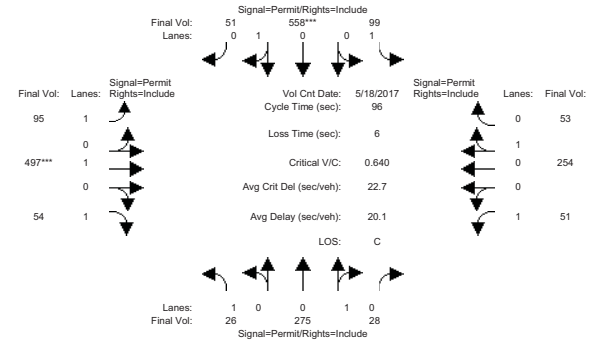 Signal=Permit/Rights=Include
Final Vol: 51 558*** 99
Lanes: 0 1 0 0 1
Signal=Permit
Final Vol: Lanes: Rights=Include
Vol Cnt Date: 5/18/2017
Signal=Permit
Rights=Include Lanes: Final Vol:
Cycle Time (sec): 96
95 1
0 53
Loss Time (sec): 6
0
1
497*** 1
Critical V/C: 0.640
0 254
0
Avg Crit Del (sec/veh): 22.7
0
54 1
Avg Delay (sec/veh): 20.1
1 51
LOS: C
Lanes: 1 0 0 1 0
Final Vol: 26 275 28
Signal=Permit/Rights=Include